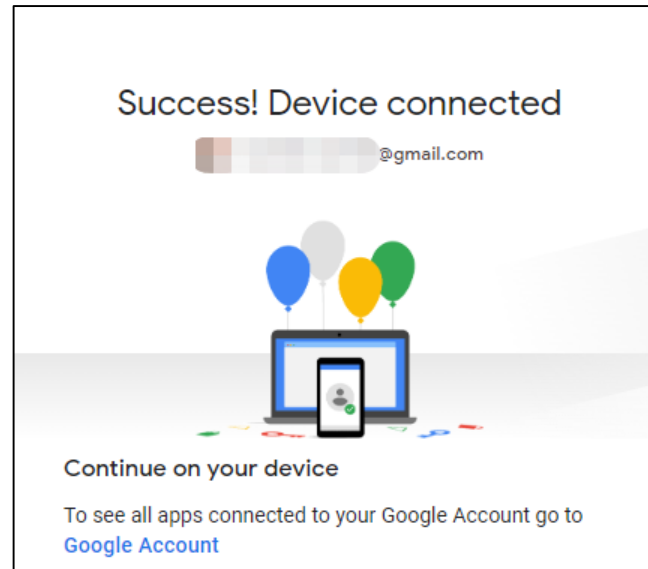 Success! Device connected
@gmail.com
Continue on your device
To see all apps connected to your Google Account go to
Google Account